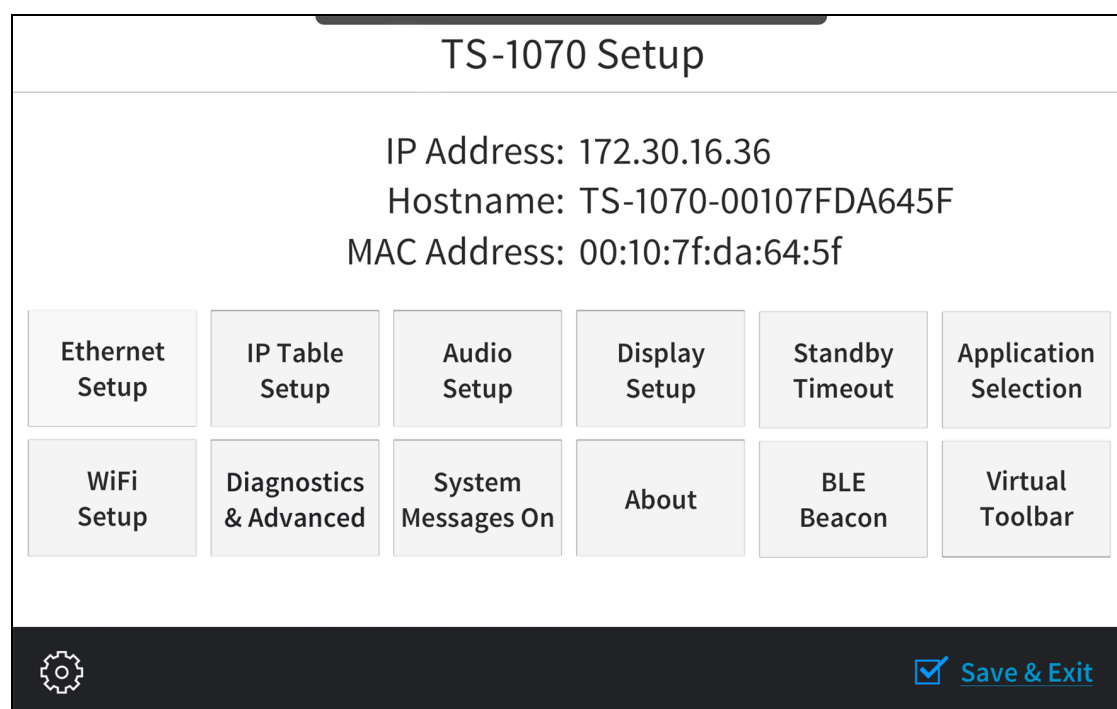 TS-1070 Setup
IP Address: 172.30.16.36
Hostname: TS-1070-00107FDA645F
MAC Address: 00:10:7f:da:64:5f
Ethernet
Setup
IP Table
Setup
Audio
Setup
Display
Setup
Standby
Timeout
Application
Selection
WiFi
Setup
Diagnostics
& Advanced
System
Messages On
About
BLE
Beacon
Virtual
Toolbar
Save & Exit